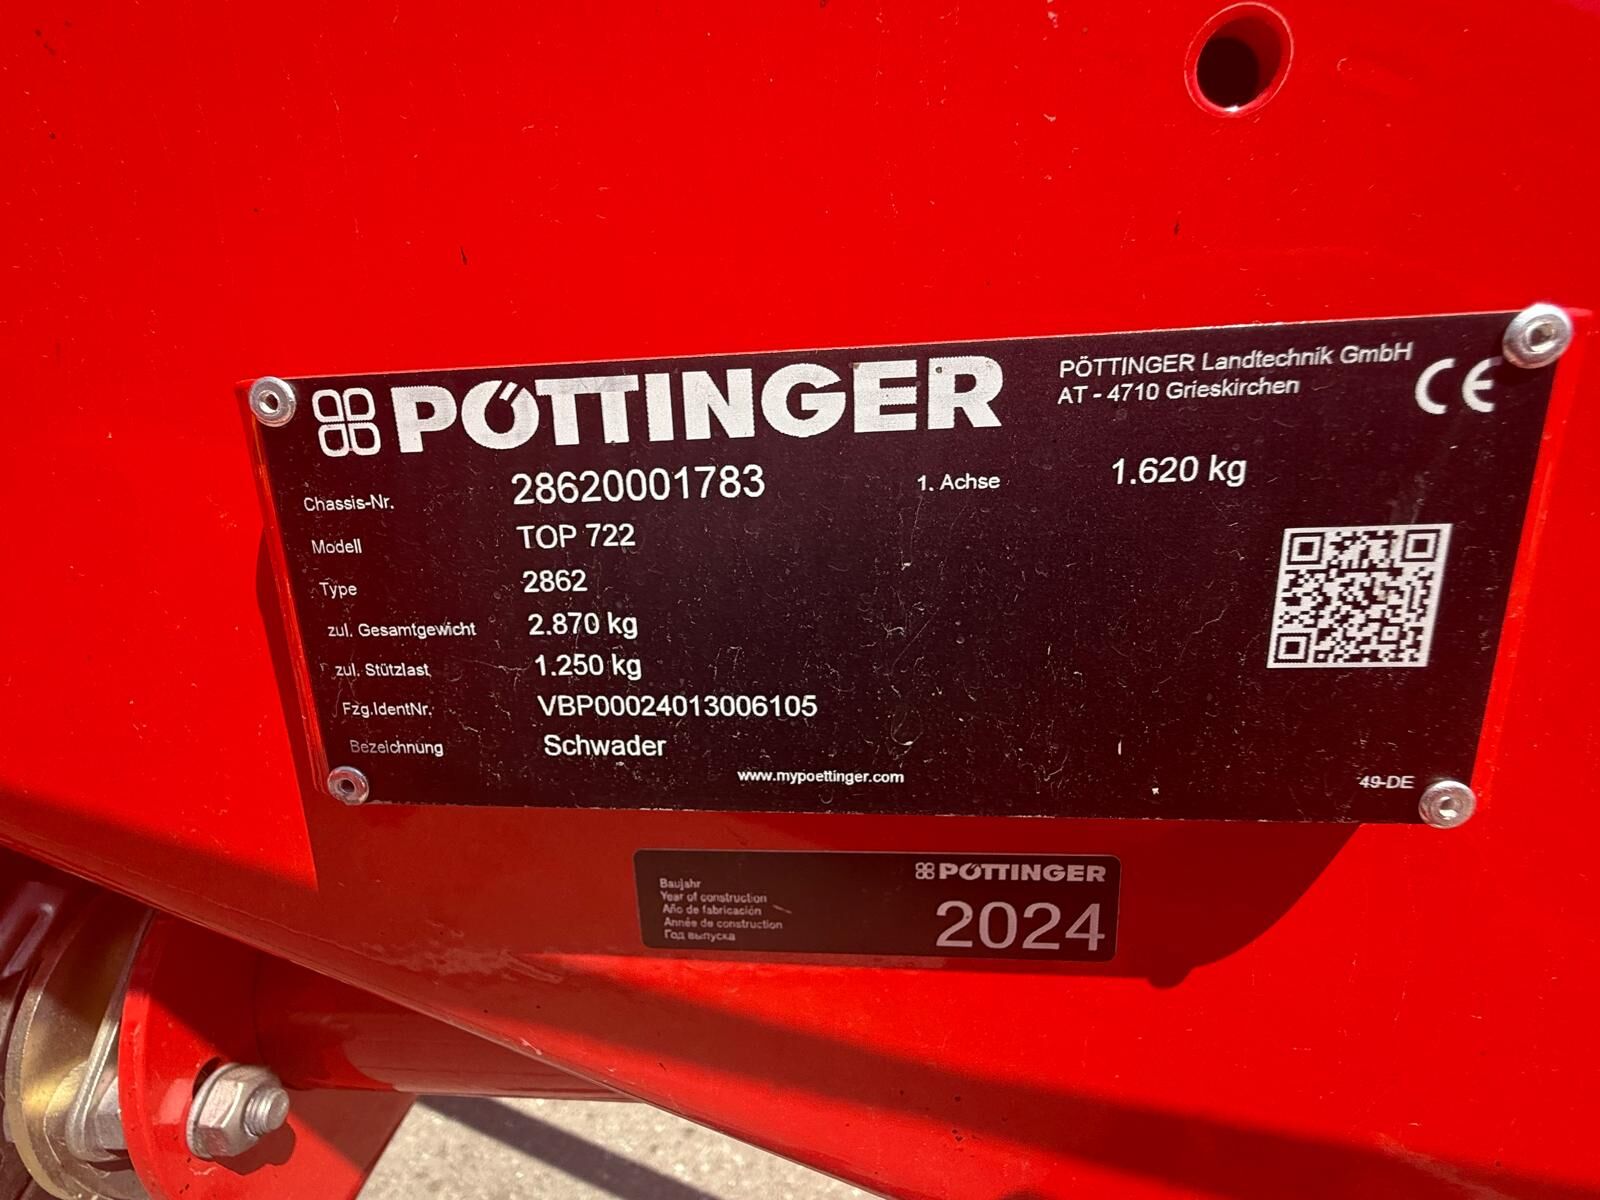 PÖTTINGER
PÖTTINGER Landtechnik GmbH
AT - 4710 Grieskirchen
CE
Chassis-Nr. 28620001783 1. Achse 1.620 kg
Modell TOP 722
Type 2862
zul. Gesamtgewicht 2.870 kg
zul. Stützlast 1.250 kg
Fzg.IdentNr. VBP00024013006105
Bezeichnung Schwader
www.mypoettinger.com
49-DE
PÖTTINGER
Baujahr
Year of construction
Año de fabricación
Année de construction
Год выпуска
2024